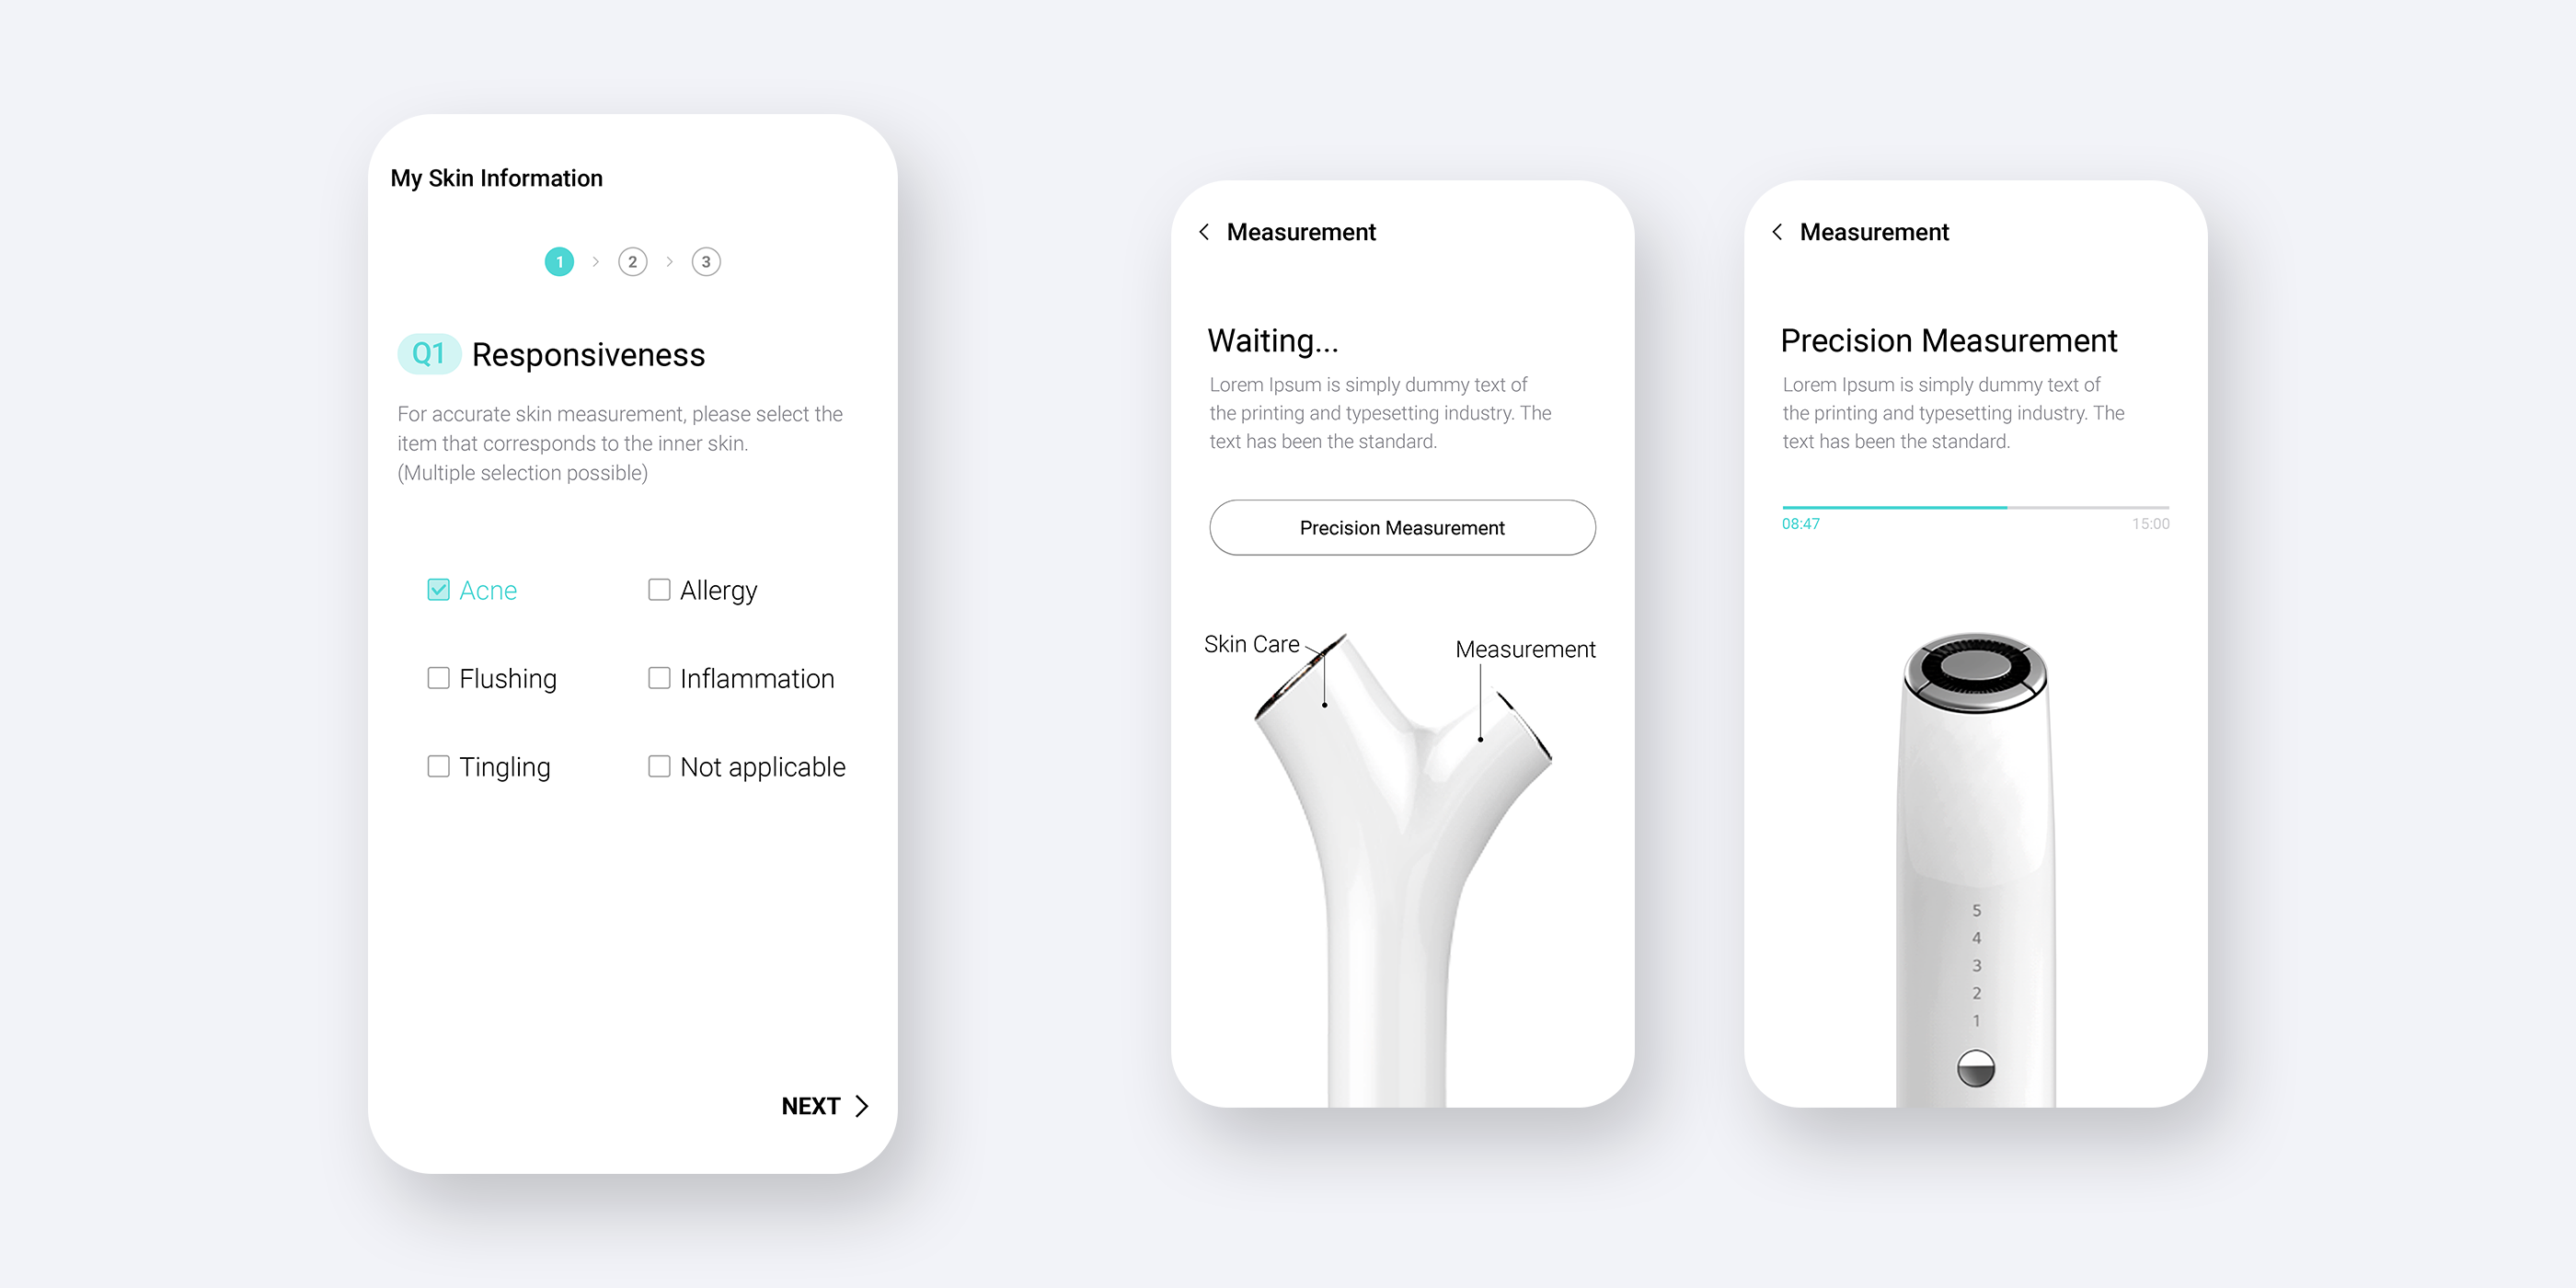 My Skin Information
1 > 2 > 3
Q1 Responsiveness
For accurate skin measurement, please select the
item that corresponds to the inner skin.
(Multiple selection possible)
Acne
Allergy
Flushing
Inflammation
Tingling
Not applicable
NEXT >
< Measurement
Waiting...
Lorem Ipsum is simply dummy text of
the printing and typesetting industry. The
text has been the standard.
Precision Measurement
Skin Care
Measurement
< Measurement
Precision Measurement
Lorem Ipsum is simply dummy text of
the printing and typesetting industry. The
text has been the standard.
08:47
15:00
5
4
3
2
1